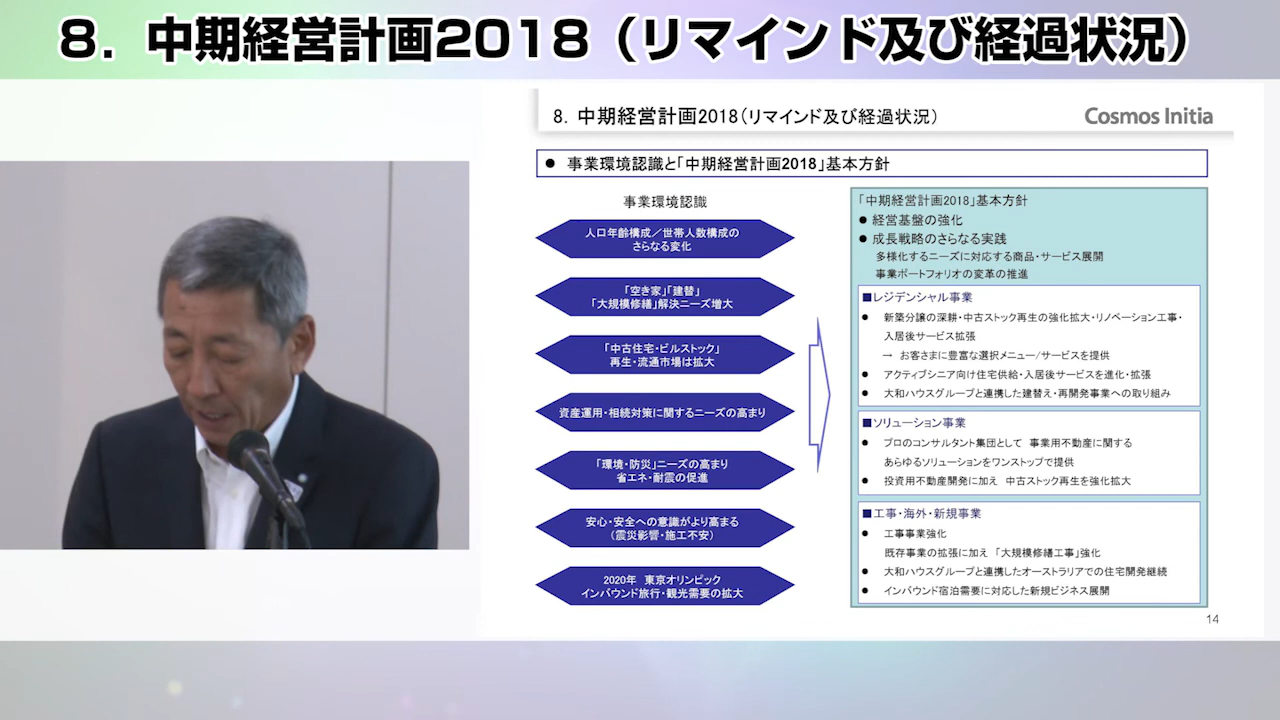 8．中期経営計画2018（リマインド及び経過状況）
8．中期経営計画2018（リマインド及び経過状況）
Cosmos Initia
● 事業環境認識と「中期経営計画2018」基本方針
事業環境認識
人口年齢構成／世帯人数構成の
さらなる変化
「空き家」「建替」
「大規模修繕」解決ニーズ増大
「中古住宅・ビルストック」
再生・流通市場は拡大
資産運用・相続対策に関するニーズの高まり
「環境・防災」ニーズの高まり
省エネ・耐震の促進
安心・安全への意識がより高まる
（震災影響・施工不安）
2020年　東京オリンピック
インバウンド旅行・観光需要の拡大
「中期経営計画2018」基本方針
● 経営基盤の強化
● 成長戦略のさらなる実践
多様化するニーズに対応する商品・サービス展開
事業ポートフォリオの変革の推進
■レジデンシャル事業
● 新築分譲の深耕・中古ストック再生の強化拡大・リノベーション工事・
入居後サービス拡張
→ お客さまに豊富な選択メニュー/サービスを提供
● アクティブシニア向け住宅供給・入居後サービスを進化・拡張
● 大和ハウスグループと連携した建替え・再開発事業への取り組み
■ソリューション事業
● プロのコンサルタント集団として　事業用不動産に関する
あらゆるソリューションをワンストップで提供
● 投資用不動産開発に加え　中古ストック再生を強化拡大
■工事・海外・新規事業
● 工事事業強化
既存事業の拡張に加え　「大規模修繕工事」強化
● 大和ハウスグループと連携したオーストラリアでの住宅開発継続
● インバウンド宿泊需要に対応した新規ビジネス展開
14